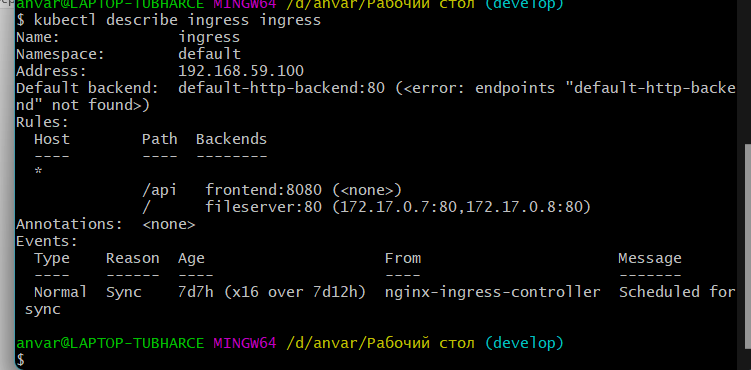 anvar@LAPTOP-TUBHARCE MINGW64 /d/anvar/Рабочий стол (develop)
$ kubectl describe ingress ingress
Name:             ingress
Namespace:        default
Address:          192.168.59.100
Default backend:  default-http-backend:80 (<error: endpoints "default-http-backe
nd" not found>)
Rules:
  Host        Path  Backends
  ----        ----  --------
  *
              /api   frontend:8080 (<none>)
              /      fileserver:80 (172.17.0.7:80,172.17.0.8:80)
Annotations:  <none>
Events:
  Type    Reason  Age                    From                      Message
  ----    ------  ----                   ----                      -------
  Normal  Sync    7d7h (x16 over 7d12h)  nginx-ingress-controller  Scheduled for
 sync
anvar@LAPTOP-TUBHARCE MINGW64 /d/anvar/Рабочий стол (develop)
$